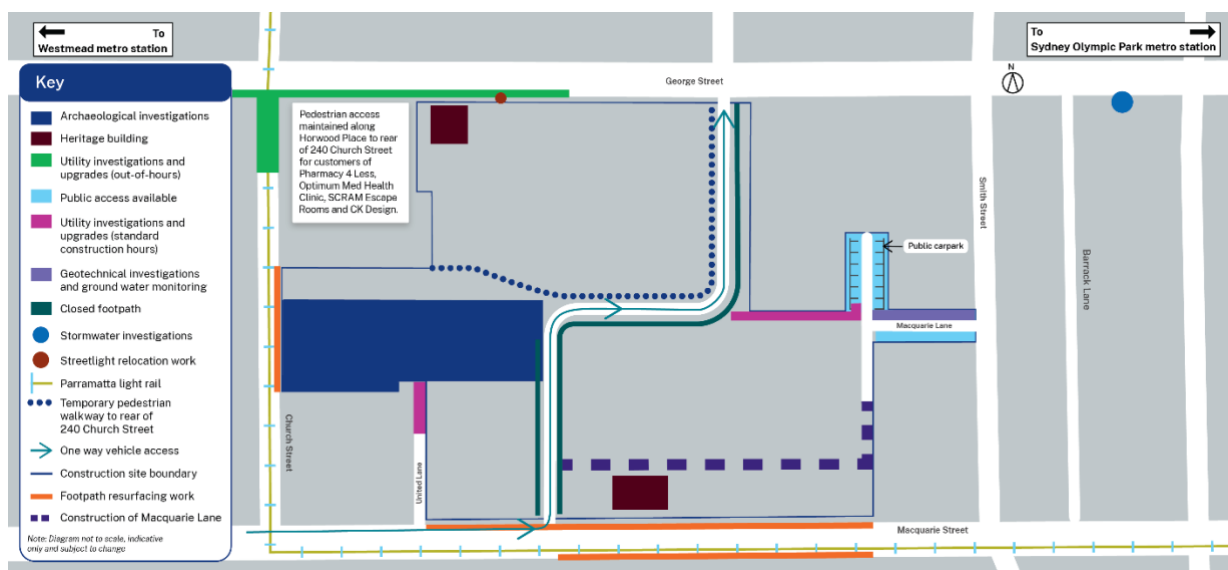 To
Westmead metro station
To
Sydney Olympic Park metro station
N
George Street
Key
Archaeological investigations
Heritage building
Utility investigations and
upgrades (out-of-hours)
Public access available
Utility investigations and
upgrades (standard
construction hours)
Geotechnical investigations
and ground water monitoring
Closed footpath
Stormwater investigations
Streetlight relocation work
Parramatta light rail
Temporary pedestrian
walkway to rear of
240 Church Street
One way vehicle access
Construction site boundary
Footpath resurfacing work
Construction of Macquarie Lane
Note: Diagram not to scale, indicative
only and subject to change
Pedestrian access
maintained along
Horwood Place to rear
of 240 Church Street
for customers of
Pharmacy 4 Less,
Optimum Med Health
Clinic, SCRAM Escape
Rooms and CK Design.
Smith Street
Public carpark
Barrack Lane
Macquarie Lane
Church Street
United Lane
Macquarie Street